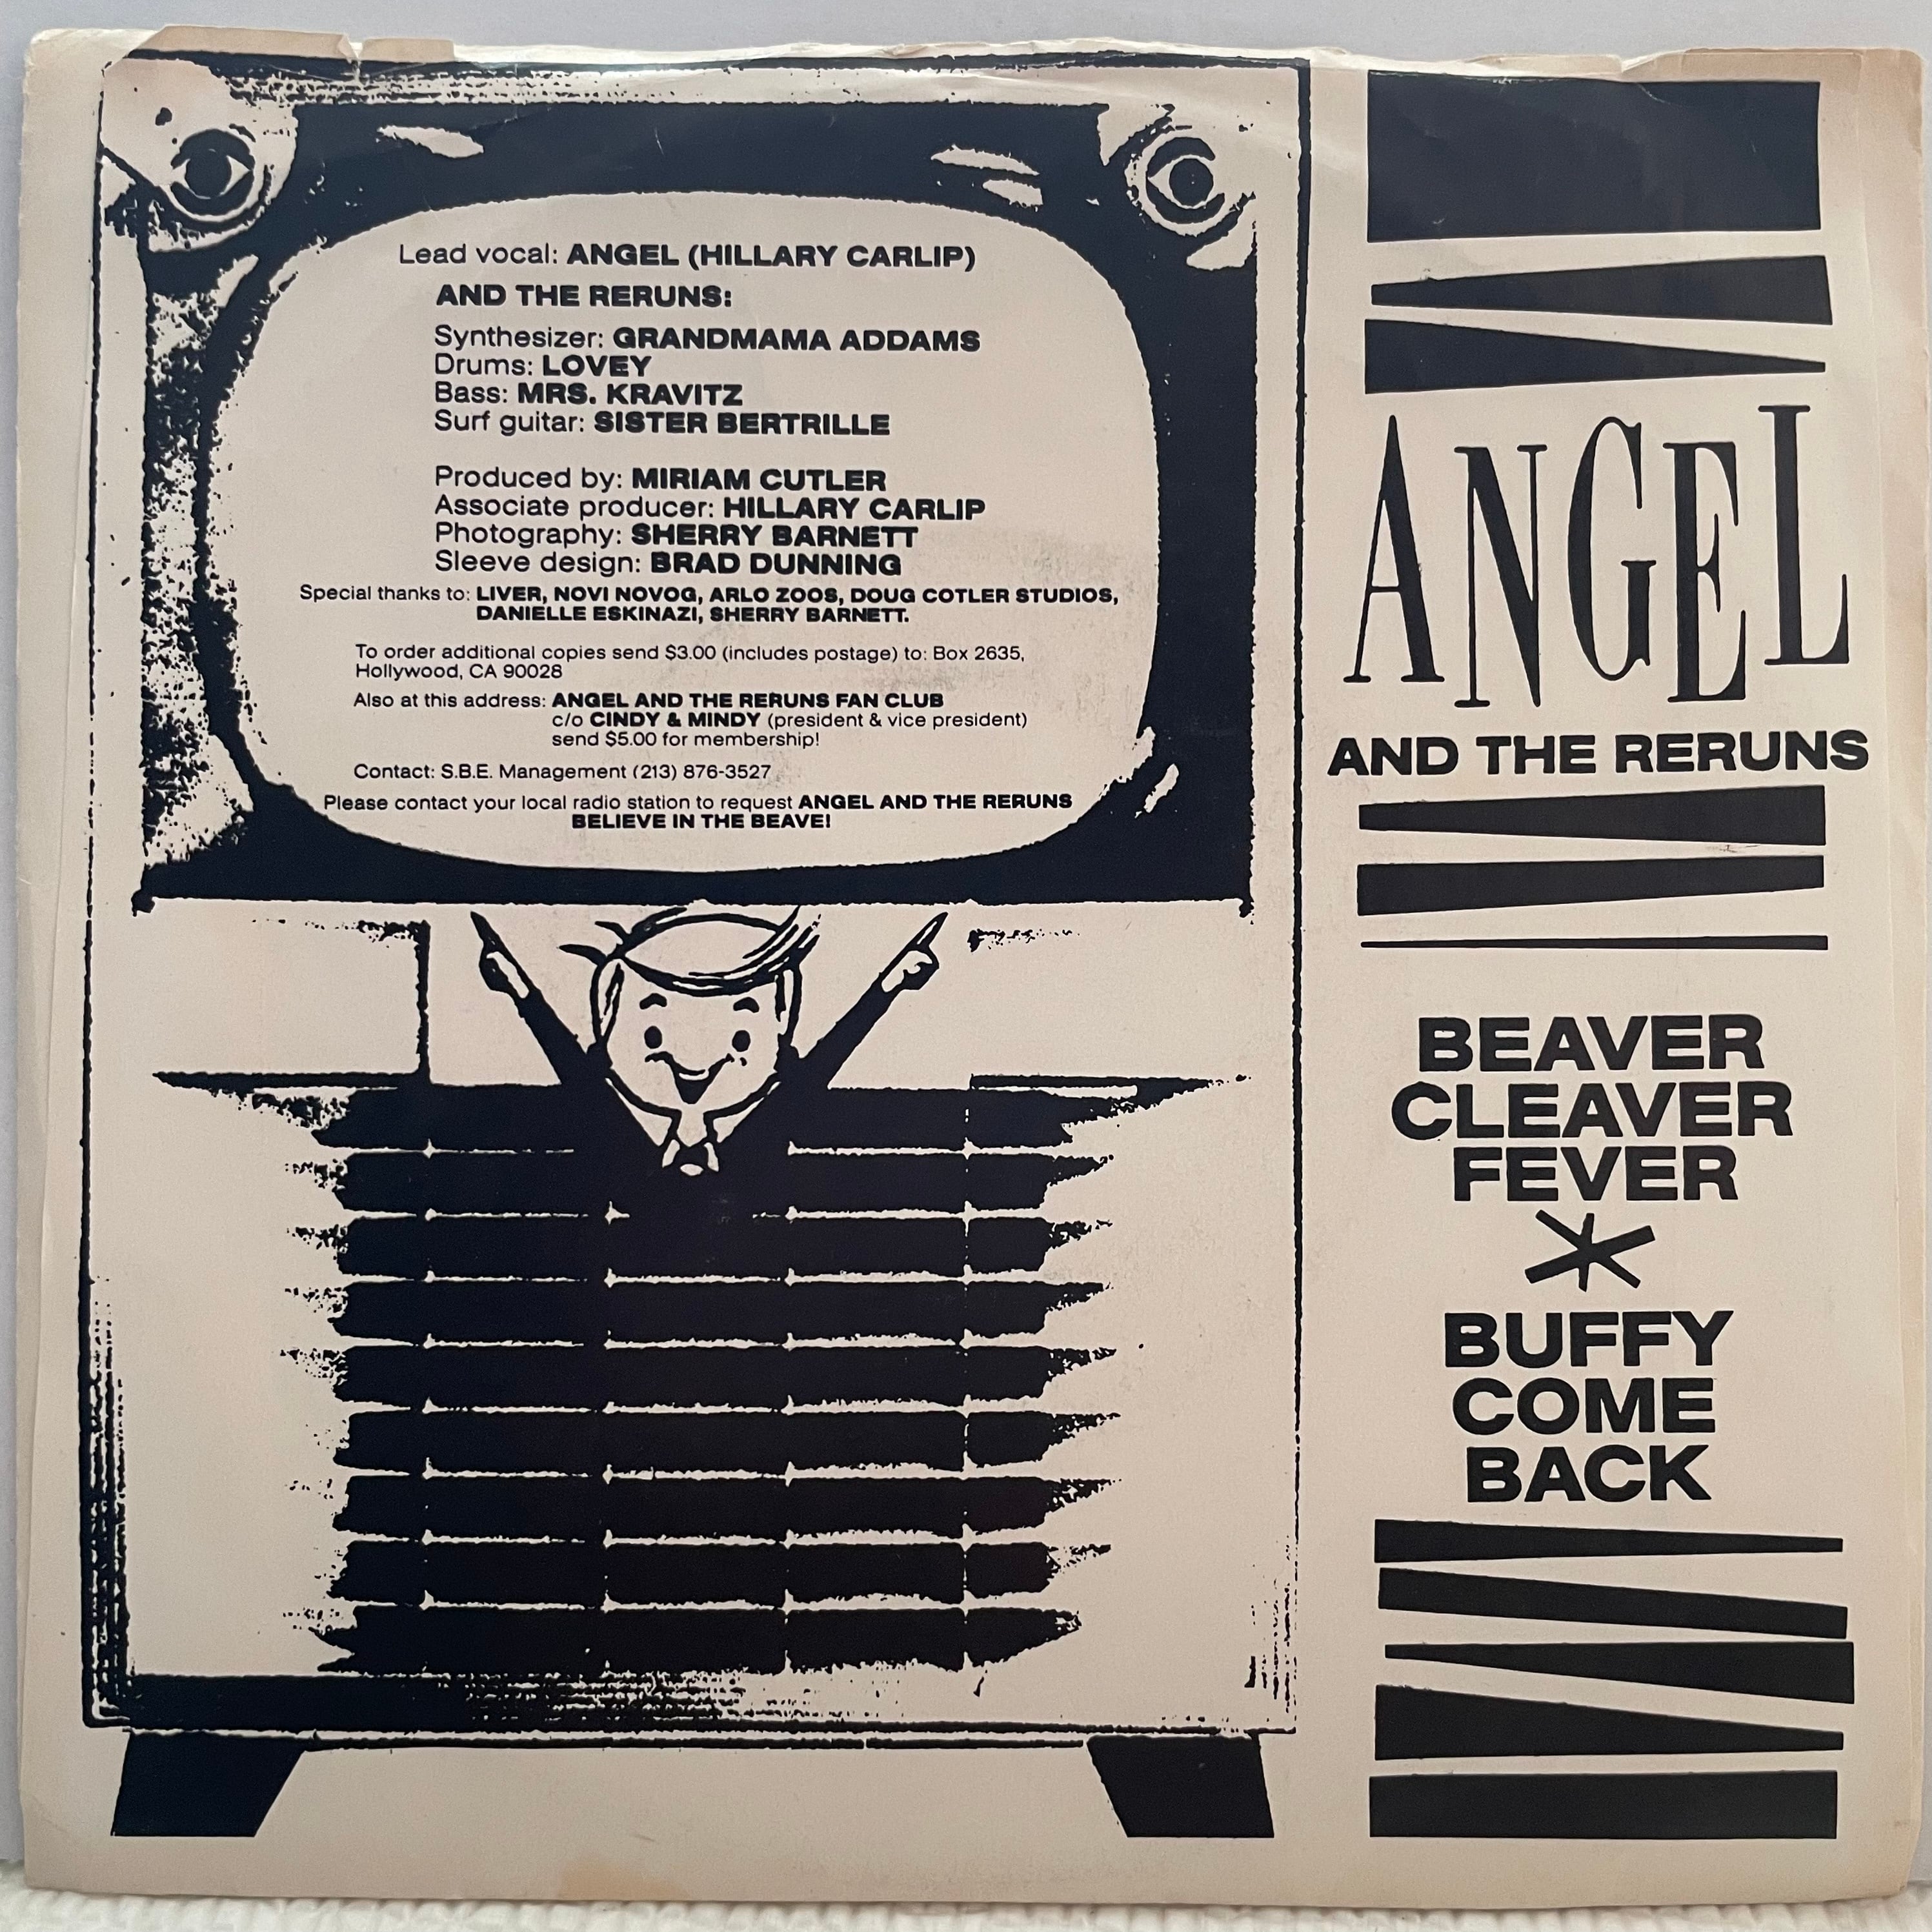 Lead vocal: ANGEL (HILLARY CARLIP)
AND THE RERUNS:
Synthesizer: GRANDMAMA ADDAMS
Drums: LOVEY
Bass: MRS. KRAVITZ
Surf guitar: SISTER BERTRILLE
Produced by: MIRIAM CUTLER
Associate producer: HILLARY CARLIP
Photography: SHERRY BARNETT
Sleeve design: BRAD DUNNING
Special thanks to: LIVER, NOVI NOVOG, ARLO ZOOS, DOUG COTLER STUDIOS,
DANIELLE ESKINAZI, SHERRY BARNETT.
To order additional copies send $3.00 (includes postage) to: Box 2635,
Hollywood, CA 90028
Also at this address: ANGEL AND THE RERUNS FAN CLUB
c/o CINDY & MINDY (president & vice president)
send $5.00 for membership!
Contact: S.B.E. Management (213) 876-3527
Please contact your local radio station to request ANGEL AND THE RERUNS
BELIEVE IN THE BEAVE!
ANGEL
AND THE RERUNS
BEAVER
CLEAVER
FEVER
BUFFY
COME
BACK